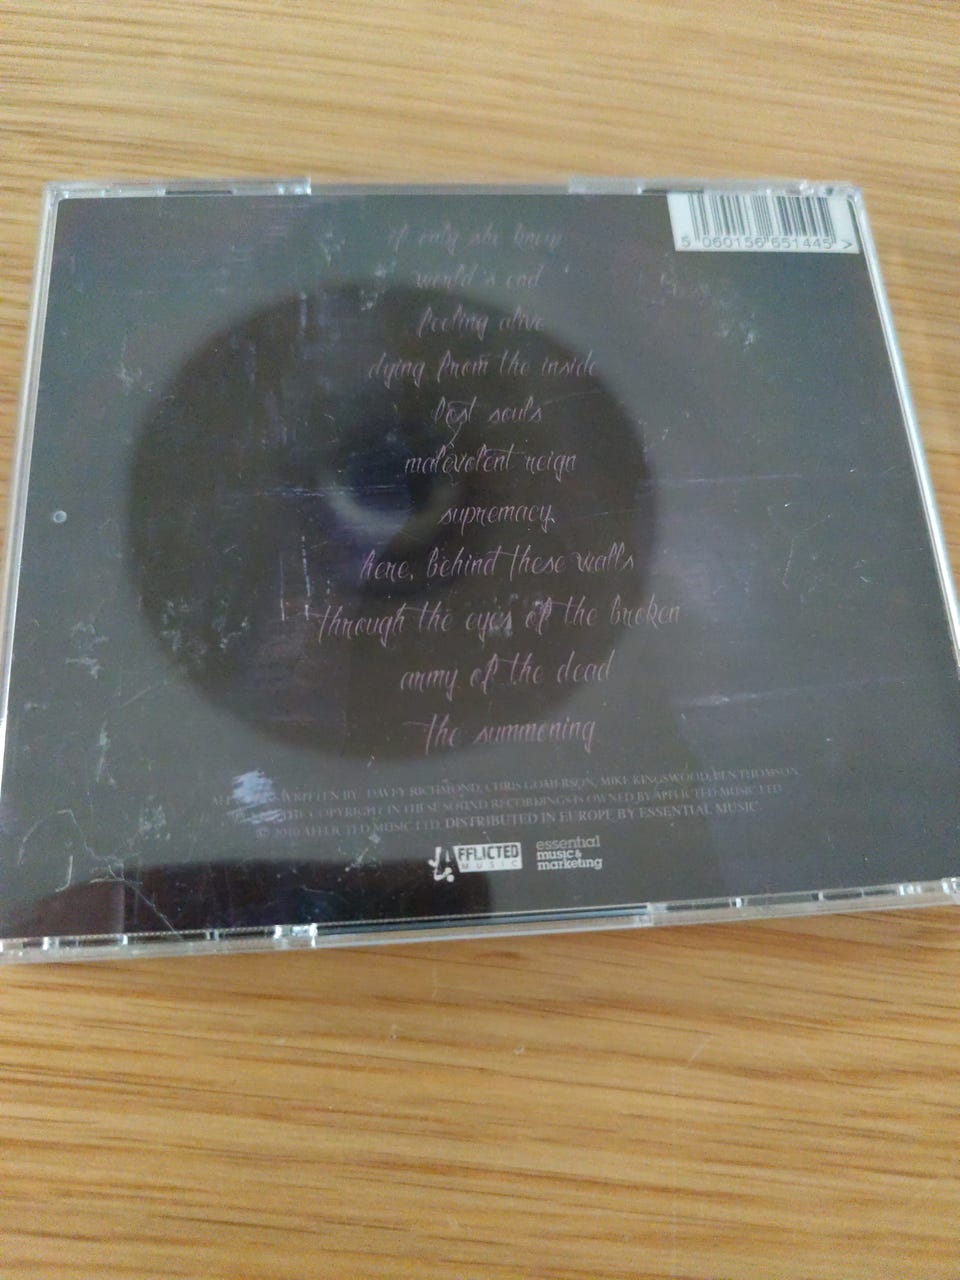 5 060156 651445 >
if only she knew
world's end
feeling alive
dying from the inside
lost souls
malevolent reign
supremacy
here, behind these walls
through the eyes of the broken
army of the dead
the summoning
WRITTEN BY: DAVEY RICHMOND, CHRIS GOMERSON, MIKE KINGSWOOD, BEN THOMSON
THE COPYRIGHT IN THESE SOUND RECORDINGS IS OWNED BY AFFLICTED MUSIC LTD
© 2010 AFFLICTED MUSIC LTD. DISTRIBUTED IN EUROPE BY ESSENTIAL MUSIC
AFFLICTED
MUSIC
essential
music &
marketing